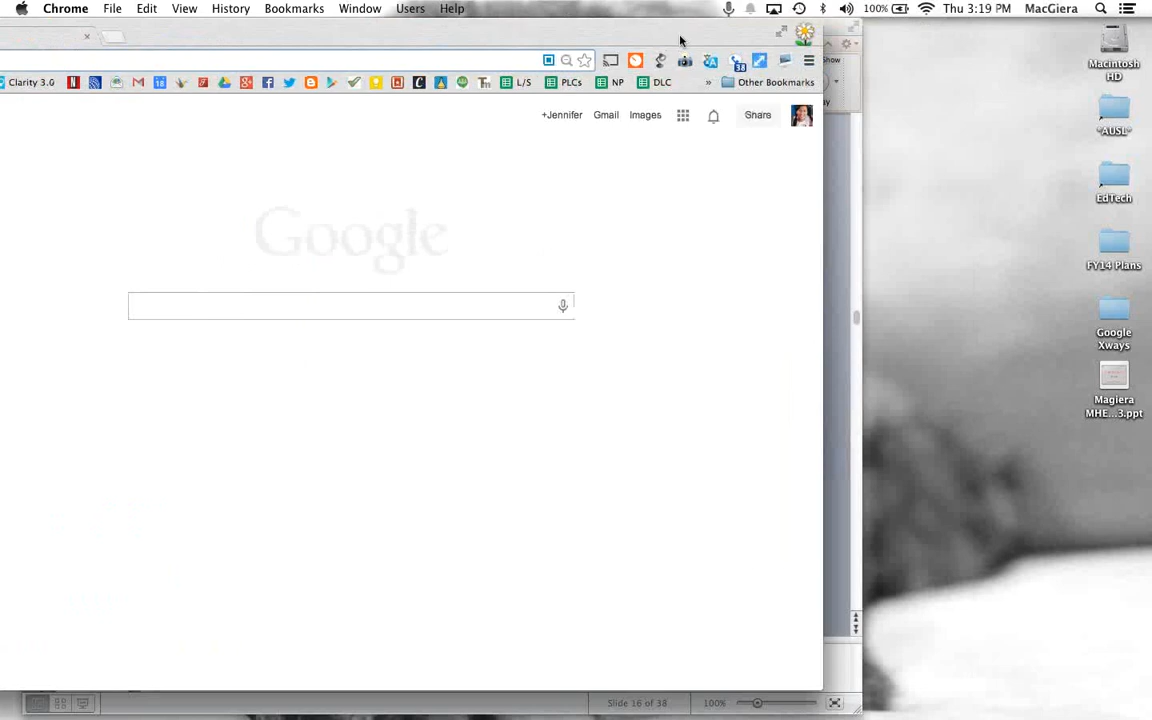 Chrome File Edit View History Bookmarks Window Users Help 100% Thu 3:19 PM MacGiera
Clarity 3.0 L/S PLCs NP DLC » Other Bookmarks
+Jennifer Gmail Images Share
Google
Macintosh HD
*AUSL*
EdTech
FY14 Plans
Google Xways
Magiera MHE...3.ppt
Slide 16 of 38 100%